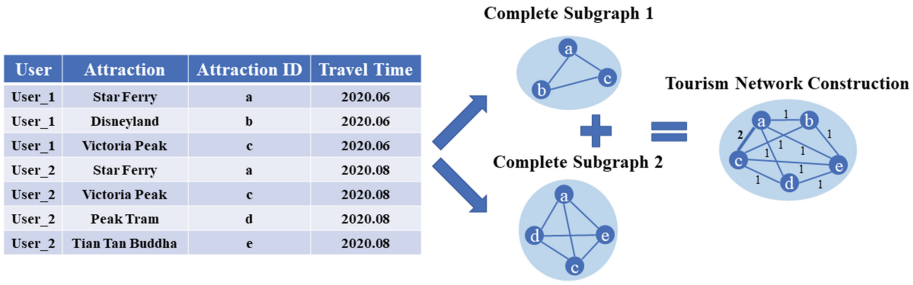 User Attraction Attraction ID Travel Time
User_1 Star Ferry a 2020.06
User_1 Disneyland b 2020.06
User_1 Victoria Peak c 2020.06
User_2 Star Ferry a 2020.08
User_2 Victoria Peak c 2020.08
User_2 Peak Tram d 2020.08
User_2 Tian Tan Buddha e 2020.08
Complete Subgraph 1
a
b c
Complete Subgraph 2
a
d e
c
Tourism Network Construction
a 1 b
2 1 1 1
c 1 1 e
1 d 1